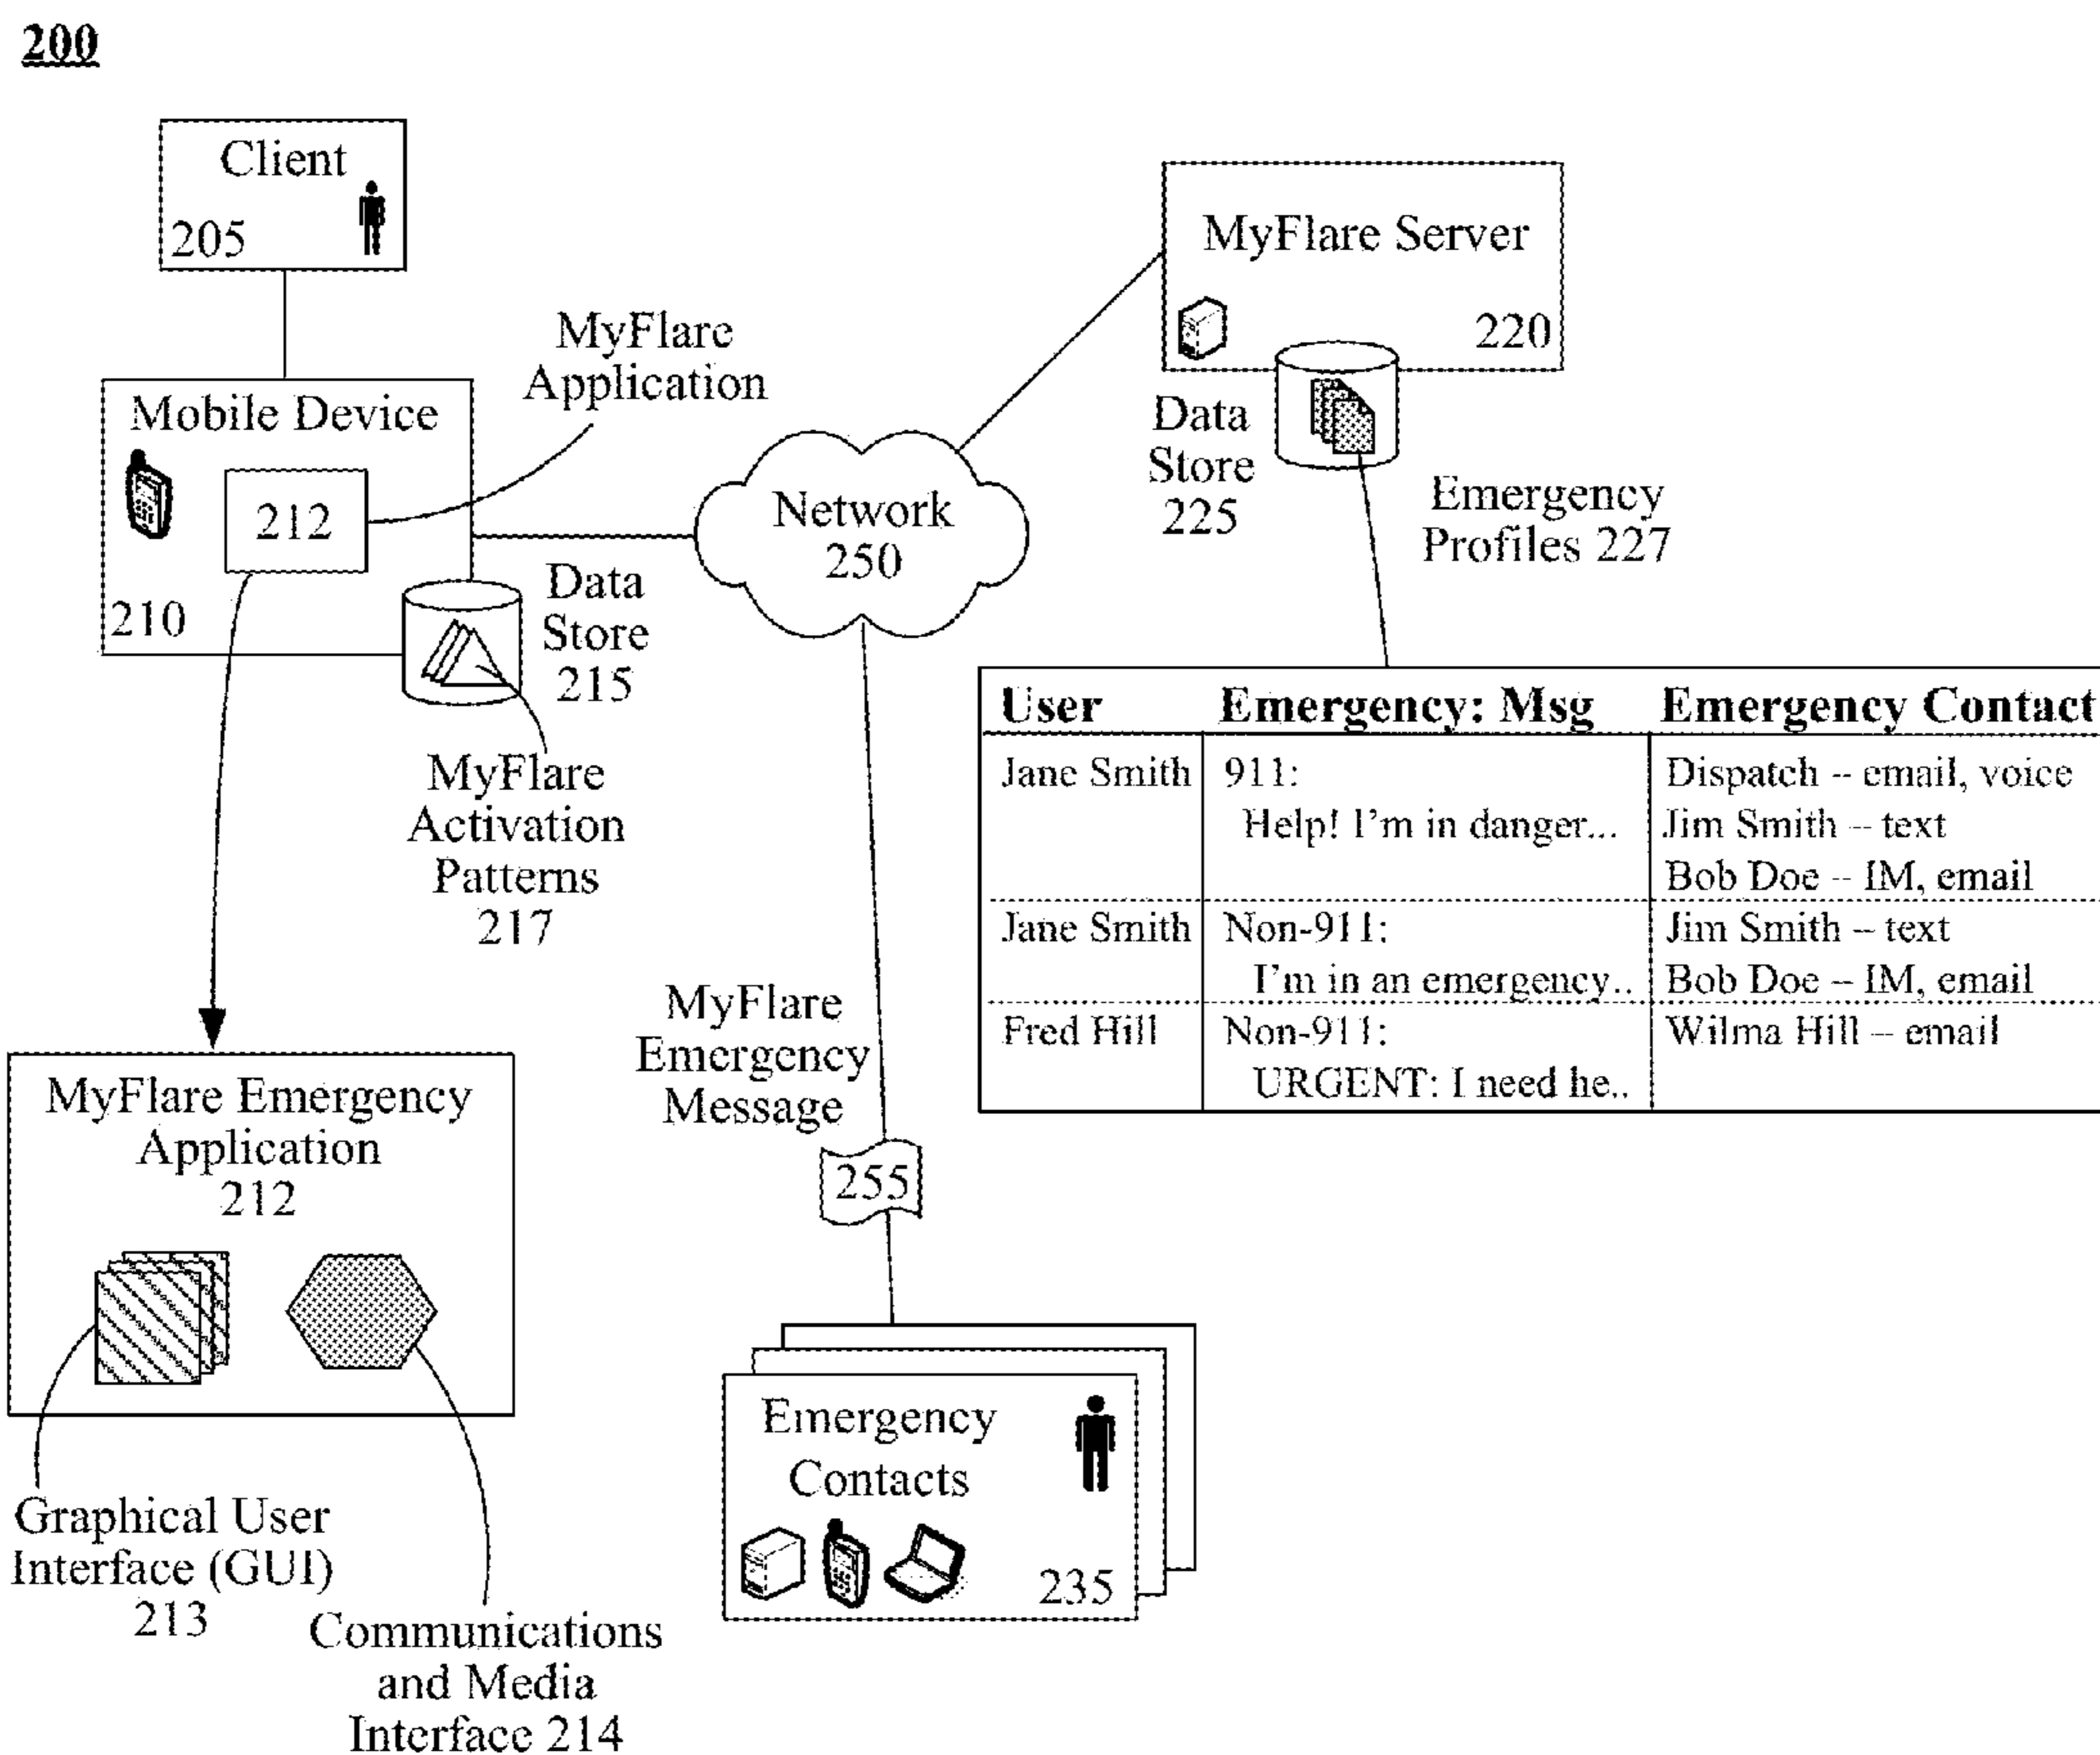 200
Client
205
MyFlare
Application
Mobile Device
212
210
Data
Store
215
MyFlare
Activation
Patterns
217
Network
250
MyFlare Server
220
Data
Store
225
Emergency
Profiles 227
User Emergency: Msg Emergency Contact
Jane Smith 911: Dispatch -- email, voice
Help! I'm in danger... Jim Smith -- text
Bob Doe -- IM, email
Jane Smith Non-911: Jim Smith – text
I'm in an emergency.. Bob Doe – IM, email
Fred Hill Non-911: Wilma Hill – email
URGENT: I need he..
MyFlare Emergency
Application
212
Graphical User
Interface (GUI)
213
Communications
and Media
Interface 214
MyFlare
Emergency
Message
255
Emergency
Contacts
235